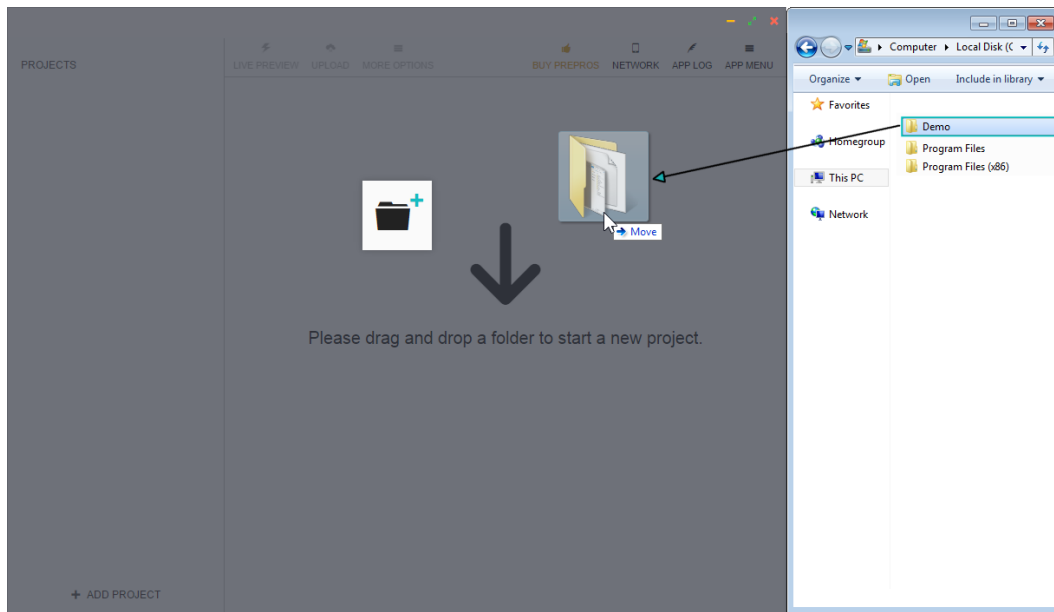 PROJECTS
LIVE PREVIEW UPLOAD MORE OPTIONS BUY PREPROS NETWORK APP LOG APP MENU
Move
Please drag and drop a folder to start a new project.
+ ADD PROJECT
Computer Local Disk (C
Organize Open Include in library
Favorites
Homegroup
This PC
Network
Demo
Program Files
Program Files (x86)